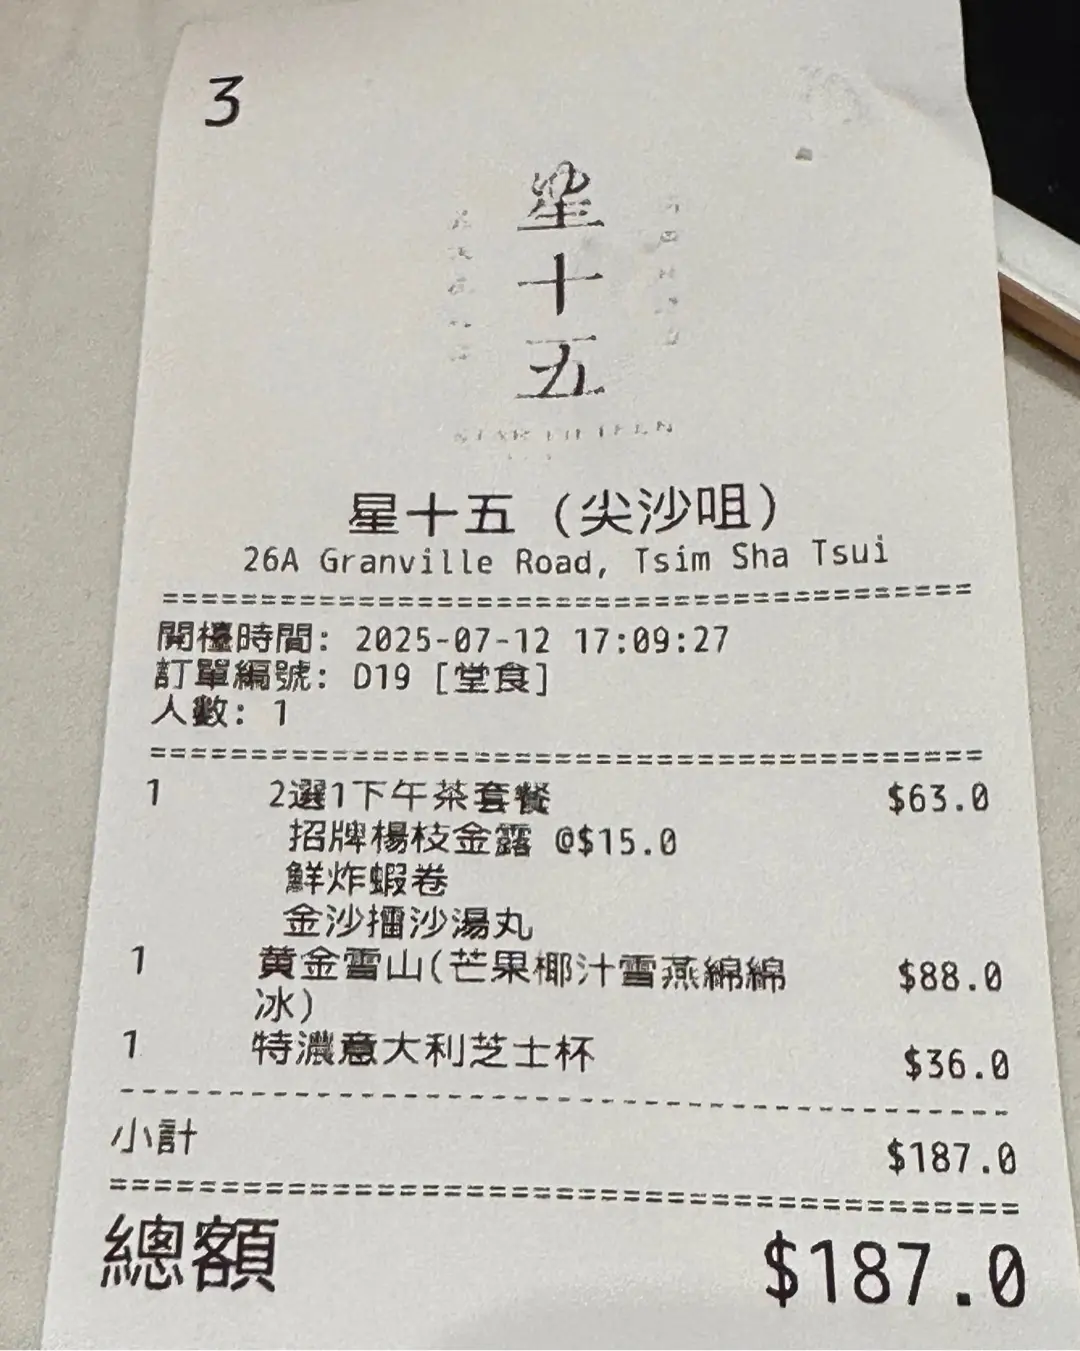 3
星十五
STAR FIFTEEN
星十五 (尖沙咀)
26A Granville Road, Tsim Sha Tsui
開檯時間: 2025-07-12 17:09:27
訂單編號: D19 [堂食]
人數: 1
1 2選1下午茶套餐 $63.0
招牌楊枝金露 @$15.0
鮮炸蝦卷
金沙擂沙湯丸
1 黃金雪山(芒果椰汁雪燕綿綿 $88.0
冰)
1 特濃意大利芝士杯 $36.0
小計 $187.0
總額 $187.0